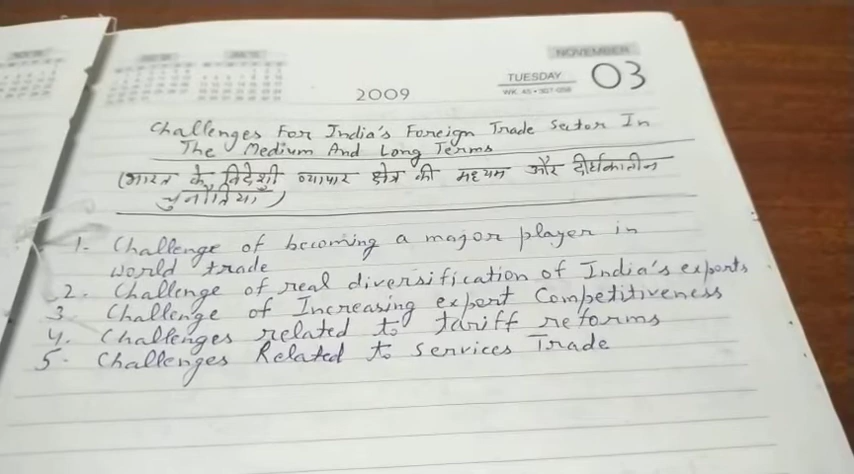 NOVEMBER
2009
TUESDAY
03
Challenges For India's Foreign Trade Sector In
The Medium And Long Terms
(भारत के विदेशी व्यापार क्षेत्र की मध्यम और दीर्घकालीन
चुनौतियां)
1. Challenge of becoming a major player in
world trade
2. Challenge of real diversification of India's exports
3. Challenge of Increasing export Competitiveness
4. Challenges related to tariff reforms
5. Challenges Related to Services Trade